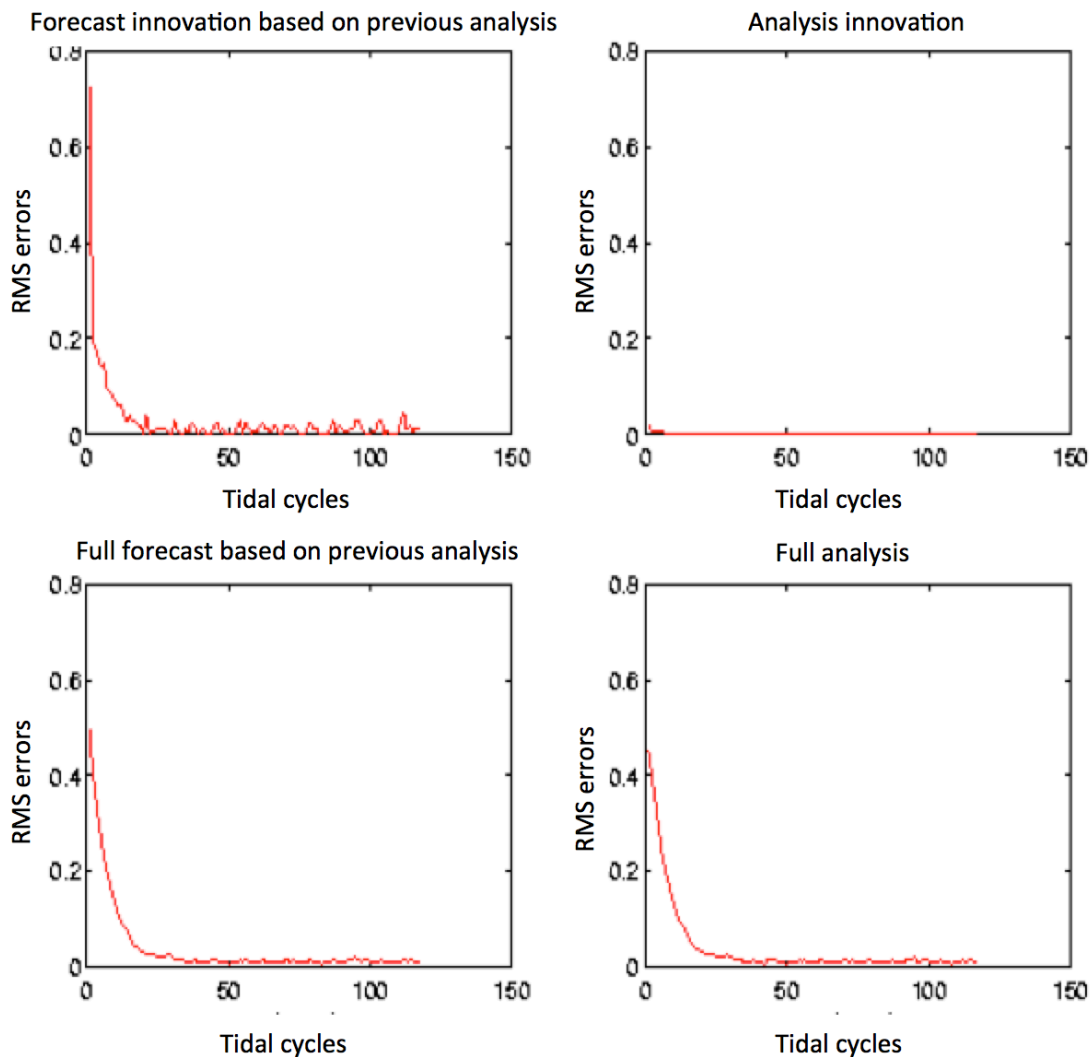 Forecast innovation based on previous analysis
Analysis innovation
0.8
0.6
0.4
0.2
0
RMS errors
0 50 100 150
Tidal cycles
0.8
0.6
0.4
0.2
0
RMS errors
0 50 100 150
Tidal cycles
Full forecast based on previous analysis
Full analysis
0.8
0.6
0.4
0.2
0
RMS errors
0 50 100 150
Tidal cycles
0.8
0.6
0.4
0.2
0
RMS errors
0 50 100 150
Tidal cycles